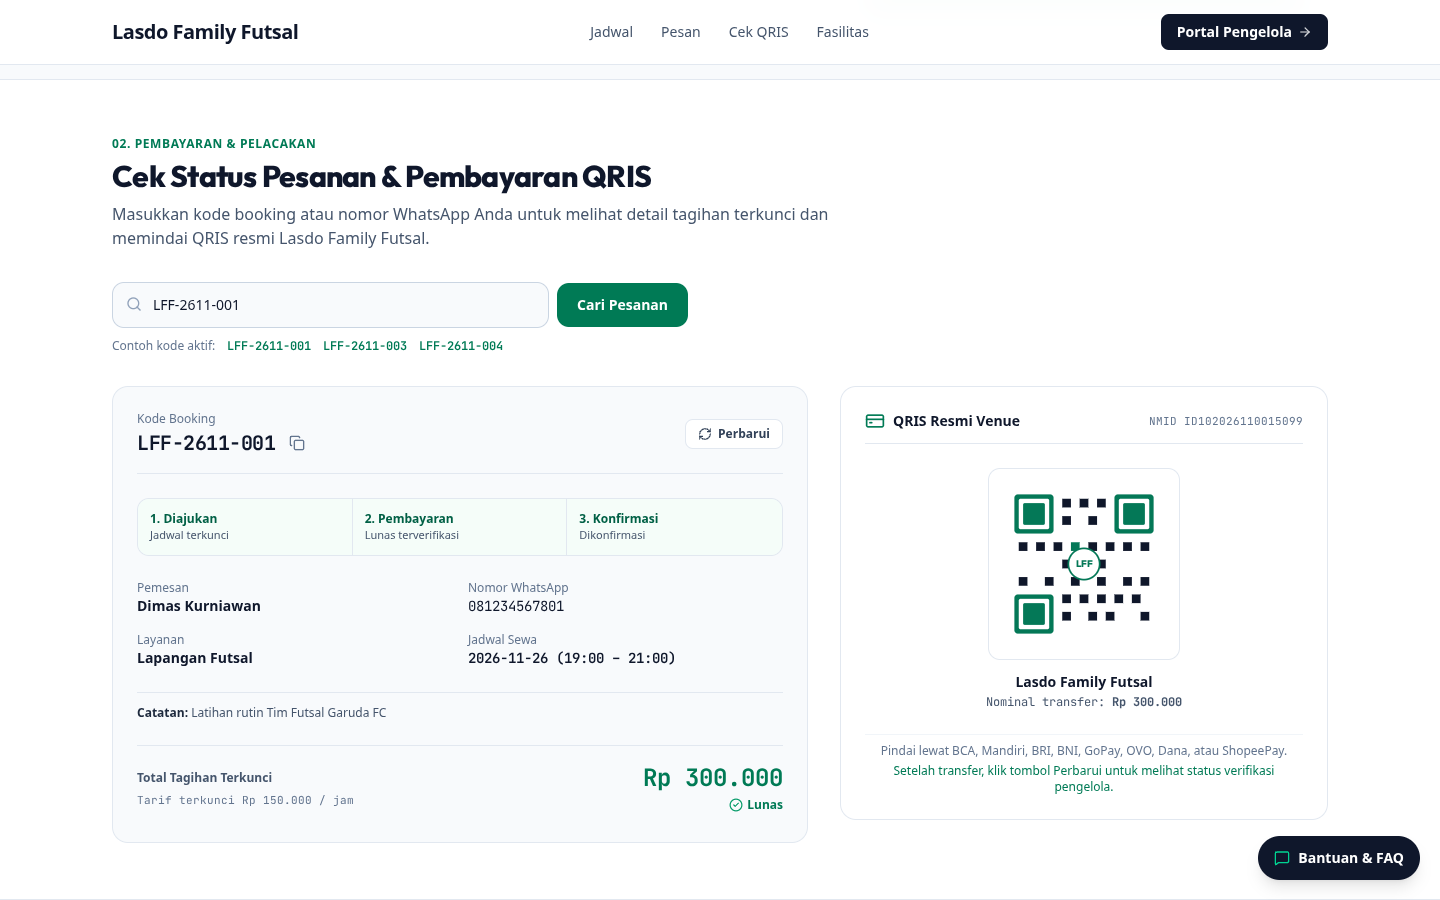 Lasdo Family Futsal
Jadwal
Pesan
Cek QRIS
Fasilitas
Portal Pengelola →
02. PEMBAYARAN & PELACAKAN
Cek Status Pesanan & Pembayaran QRIS
Masukkan kode booking atau nomor WhatsApp Anda untuk melihat detail tagihan terkunci dan
memindai QRIS resmi Lasdo Family Futsal.
LFF-2611-001
Cari Pesanan
Contoh kode aktif: LFF-2611-001 LFF-2611-003 LFF-2611-004
Kode Booking
LFF-2611-001
Perbarui
1. Diajukan
Jadwal terkunci
2. Pembayaran
Lunas terverifikasi
3. Konfirmasi
Dikonfirmasi
Pemesan
Dimas Kurniawan
Nomor WhatsApp
081234567801
Layanan
Lapangan Futsal
Jadwal Sewa
2026-11-26 (19:00 – 21:00)
Catatan: Latihan rutin Tim Futsal Garuda FC
Total Tagihan Terkunci
Tarif terkunci Rp 150.000 / jam
Rp 300.000
Lunas
QRIS Resmi Venue
NMID ID102026110015099
LFF
Lasdo Family Futsal
Nominal transfer: Rp 300.000
Pindai lewat BCA, Mandiri, BRI, BNI, GoPay, OVO, Dana, atau ShopeePay.
Setelah transfer, klik tombol Perbarui untuk melihat status verifikasi
pengelola.
Bantuan & FAQ